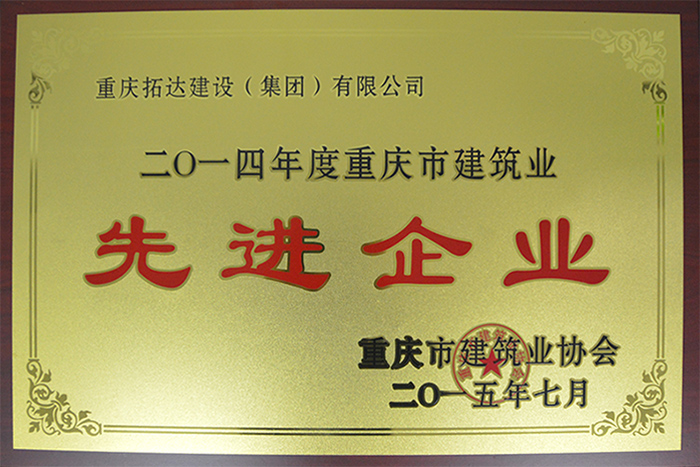 重庆拓达建设（集团）有限公司
二〇一四年度重庆市建筑业
先进企业
重庆市建筑业协会
二〇一五年七月